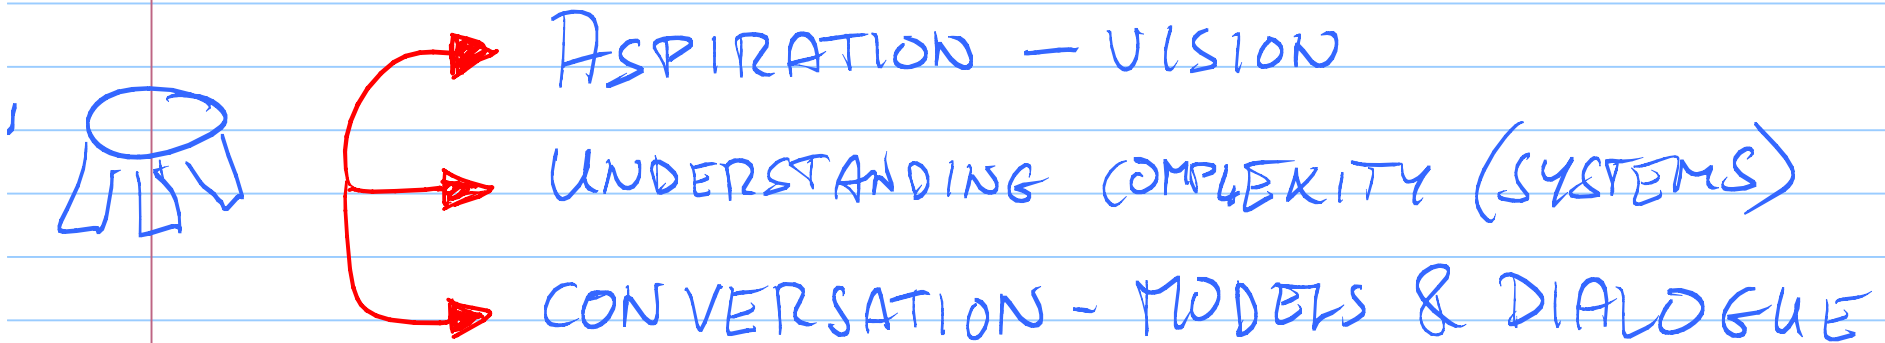 ASPIRATION - VISION
UNDERSTANDING COMPLEXITY (SYSTEMS)
CONVERSATION - MODELS & DIALOGUE